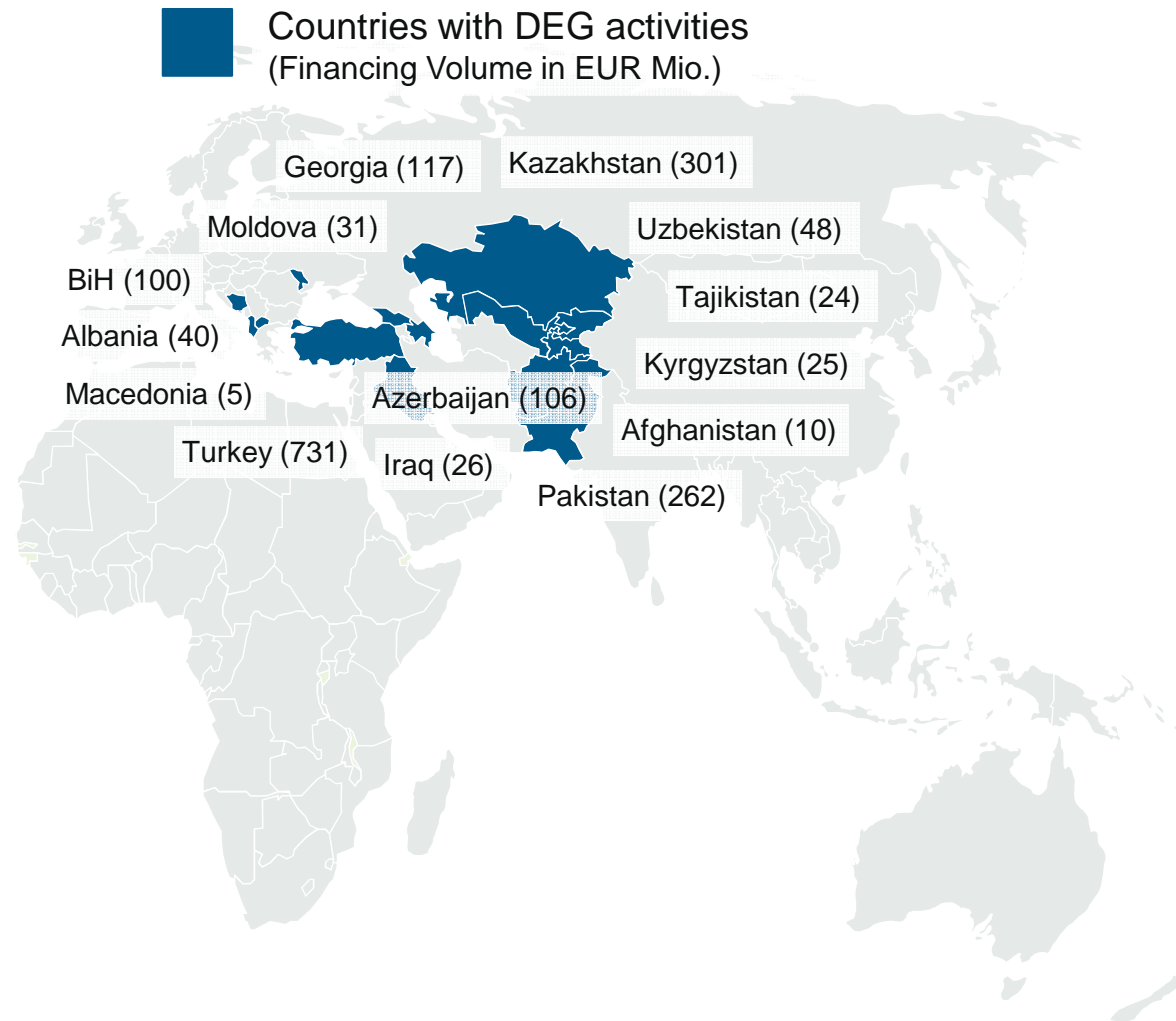 Countries with DEG activities
(Financing Volume in EUR Mio.)
Georgia (117)
Kazakhstan (301)
Moldova (31)
Uzbekistan (48)
BiH (100)
Tajikistan (24)
Albania (40)
Kyrgyzstan (25)
Macedonia (5)
Azerbaijan (106)
Afghanistan (10)
Turkey (731)
Iraq (26)
Pakistan (262)